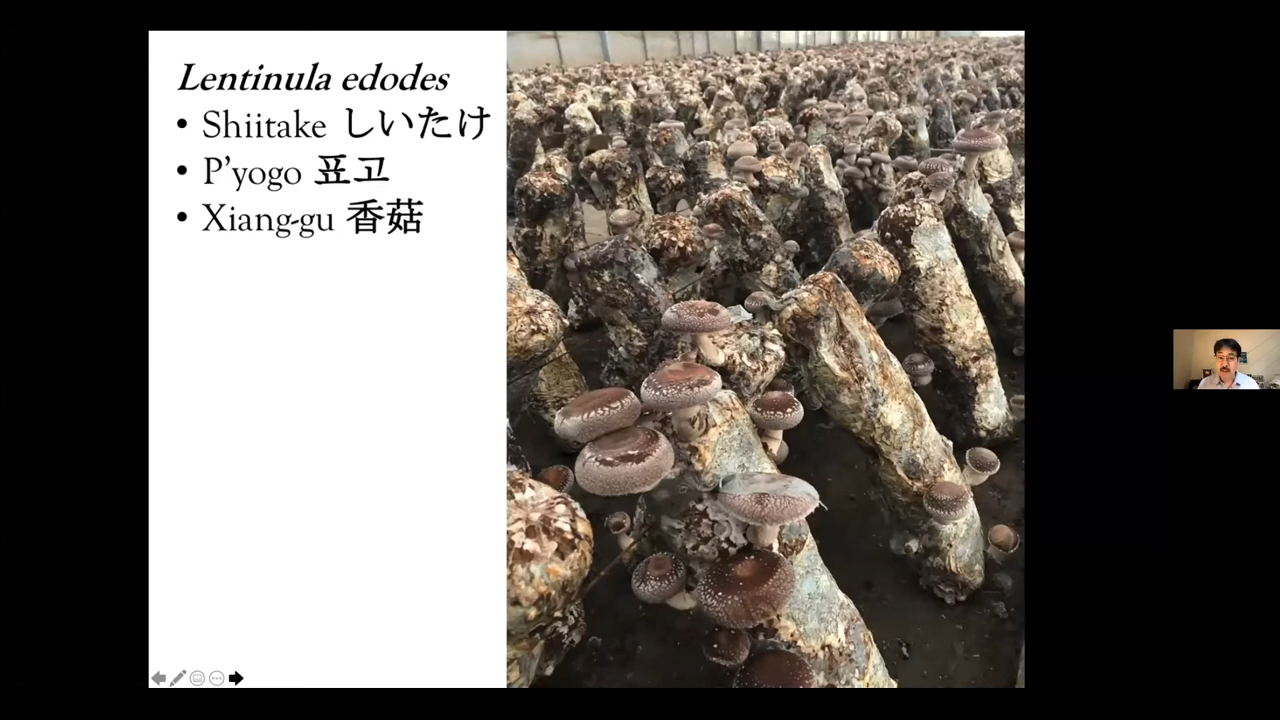 Lentinula edodes
• Shiitake しいたけ
• P'yogo 표고
• Xiang-gu 香菇